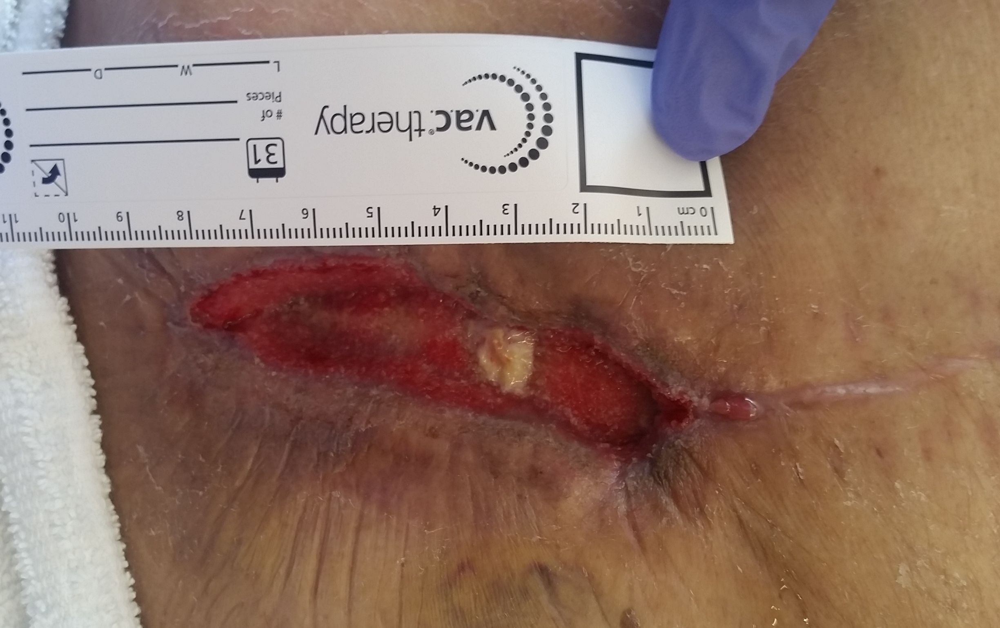 0 cm 1 2 3 4 5 6 7 8 9 10 11
v.a.c.® therapy
31
# of
Pieces
L W D